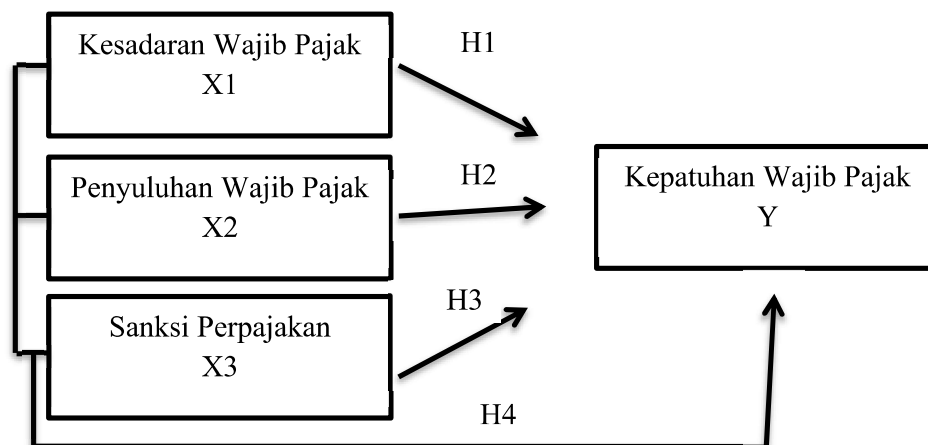 Kesadaran Wajib Pajak
X1
H1
Penyuluhan Wajib Pajak
X2
H2
Kepatuhan Wajib Pajak
Y
Sanksi Perpajakan
X3
H3
H4